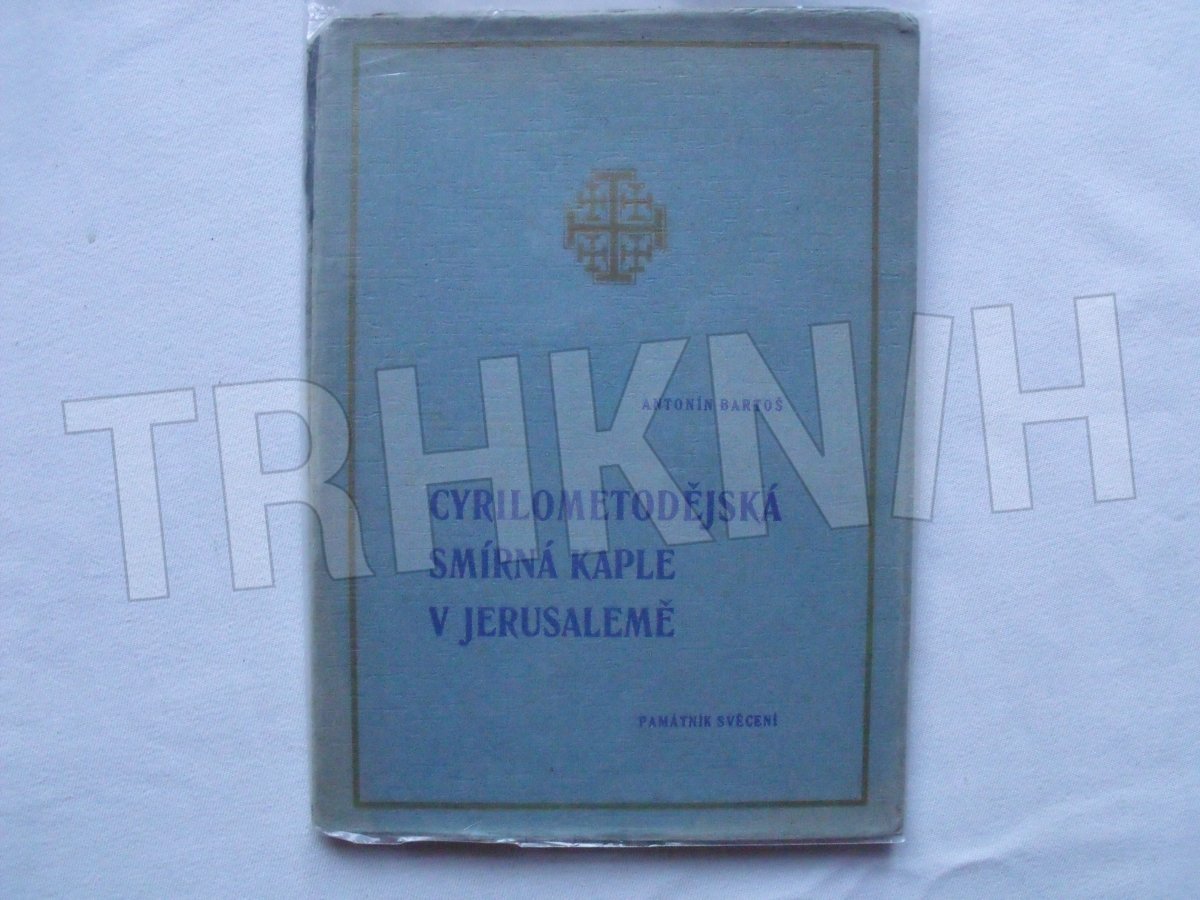 ANTONÍN BARTOŠ
CYRILOMETODĚJSKÁ
SMÍRNÁ KAPLE
V JERUSALEMĚ
PAMÁTNÍK SVĚCENÍ
TRHKNIH